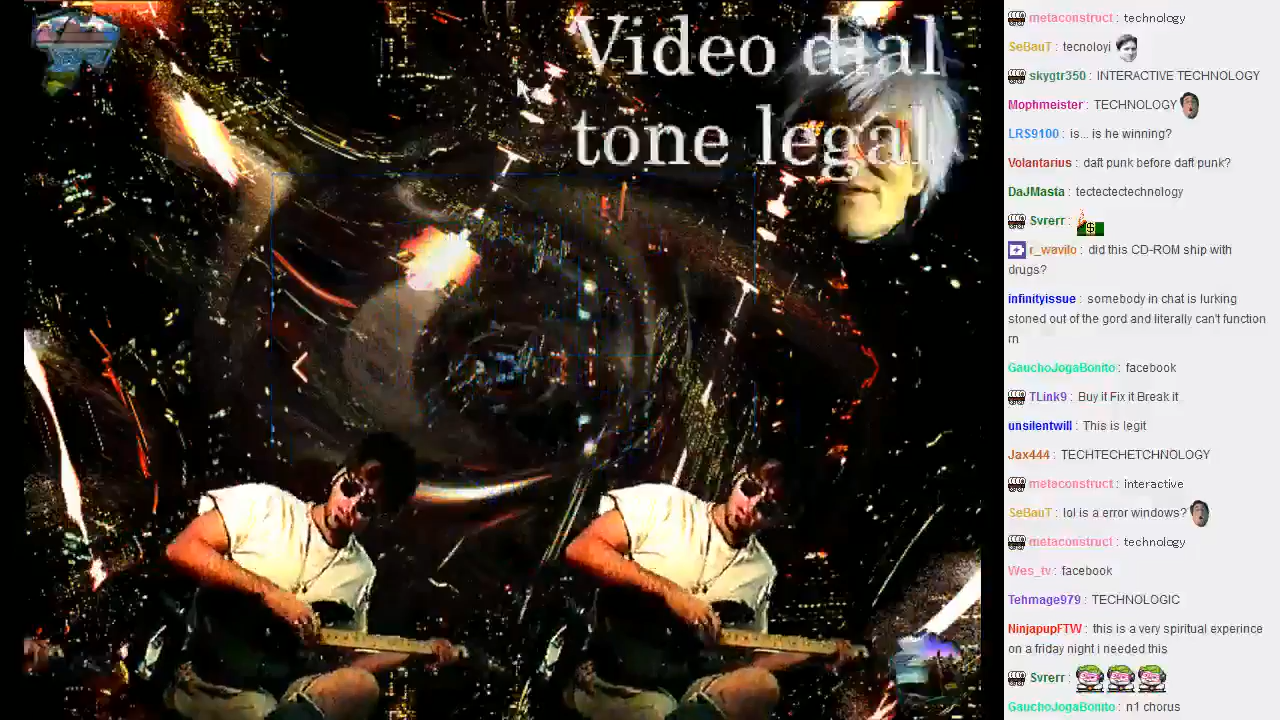 Video dial
tone legal
metaconstruct : technology
SeBauT : tecnoloyi
skygtr350 : INTERACTIVE TECHNOLOGY
Mophmeister : TECHNOLOGY
LRS9100 : is... is he winning?
Volantarius : daft punk before daft punk?
DaJMasta : tectectectechnology
Svrerr :
r_wavilo : did this CD-ROM ship with
drugs?
infinityissue : somebody in chat is lurking
stoned out of the gord and literally can't function
rn
GauchoJogaBonito : facebook
TLink9 : Buy it Fix it Break it
unsilentwill : This is legit
Jax444 : TECHTECHETCHNOLOGY
metaconstruct : interactive
SeBauT : lol is a error windows?
metaconstruct : technology
Wes_tv : facebook
Tehmage979 : TECHNOLOGIC
NinjapupFTW : this is a very spiritual experince
on a friday night i needed this
Svrerr :
GauchoJogaBonito : n1 chorus